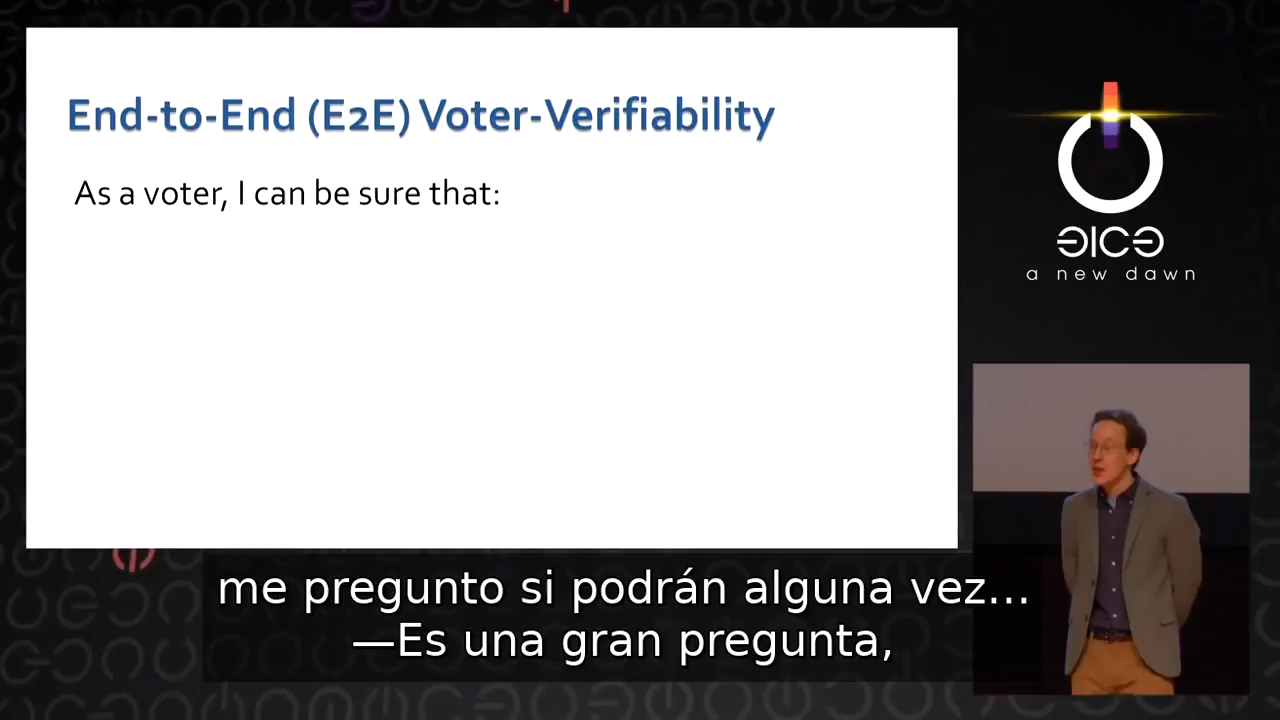 End-to-End (E2E) Voter-Verifiability
As a voter, I can be sure that:
a new dawn
me pregunto si podrán alguna vez...
—Es una gran pregunta,